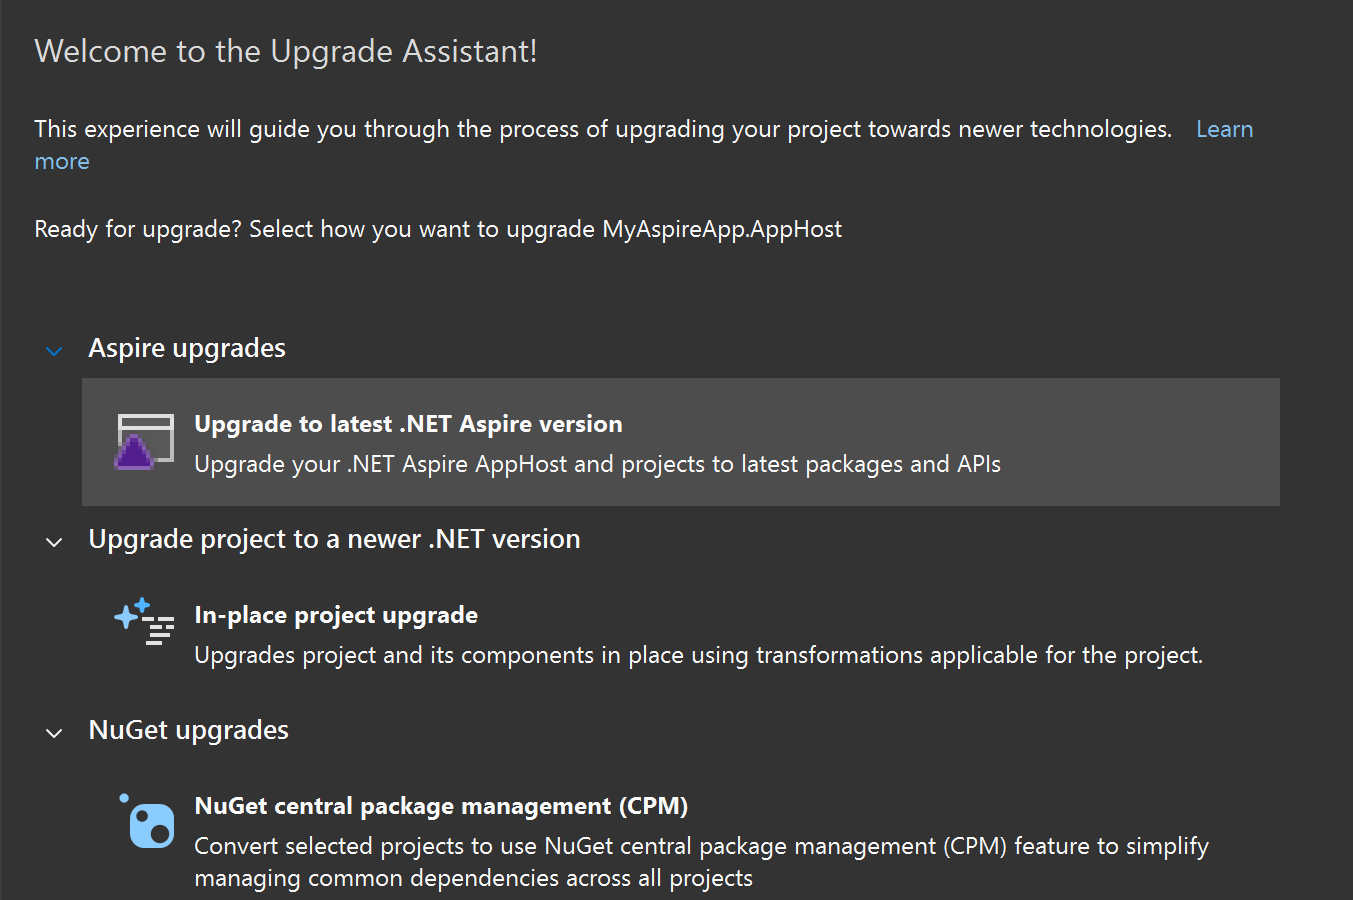 Welcome to the Upgrade Assistant!
This experience will guide you through the process of upgrading your project towards newer technologies. Learn
more
Ready for upgrade? Select how you want to upgrade MyAspireApp.AppHost
Aspire upgrades
Upgrade to latest .NET Aspire version
Upgrade your .NET Aspire AppHost and projects to latest packages and APIs
Upgrade project to a newer .NET version
In-place project upgrade
Upgrades project and its components in place using transformations applicable for the project.
NuGet upgrades
NuGet central package management (CPM)
Convert selected projects to use NuGet central package management (CPM) feature to simplify
managing common dependencies across all projects